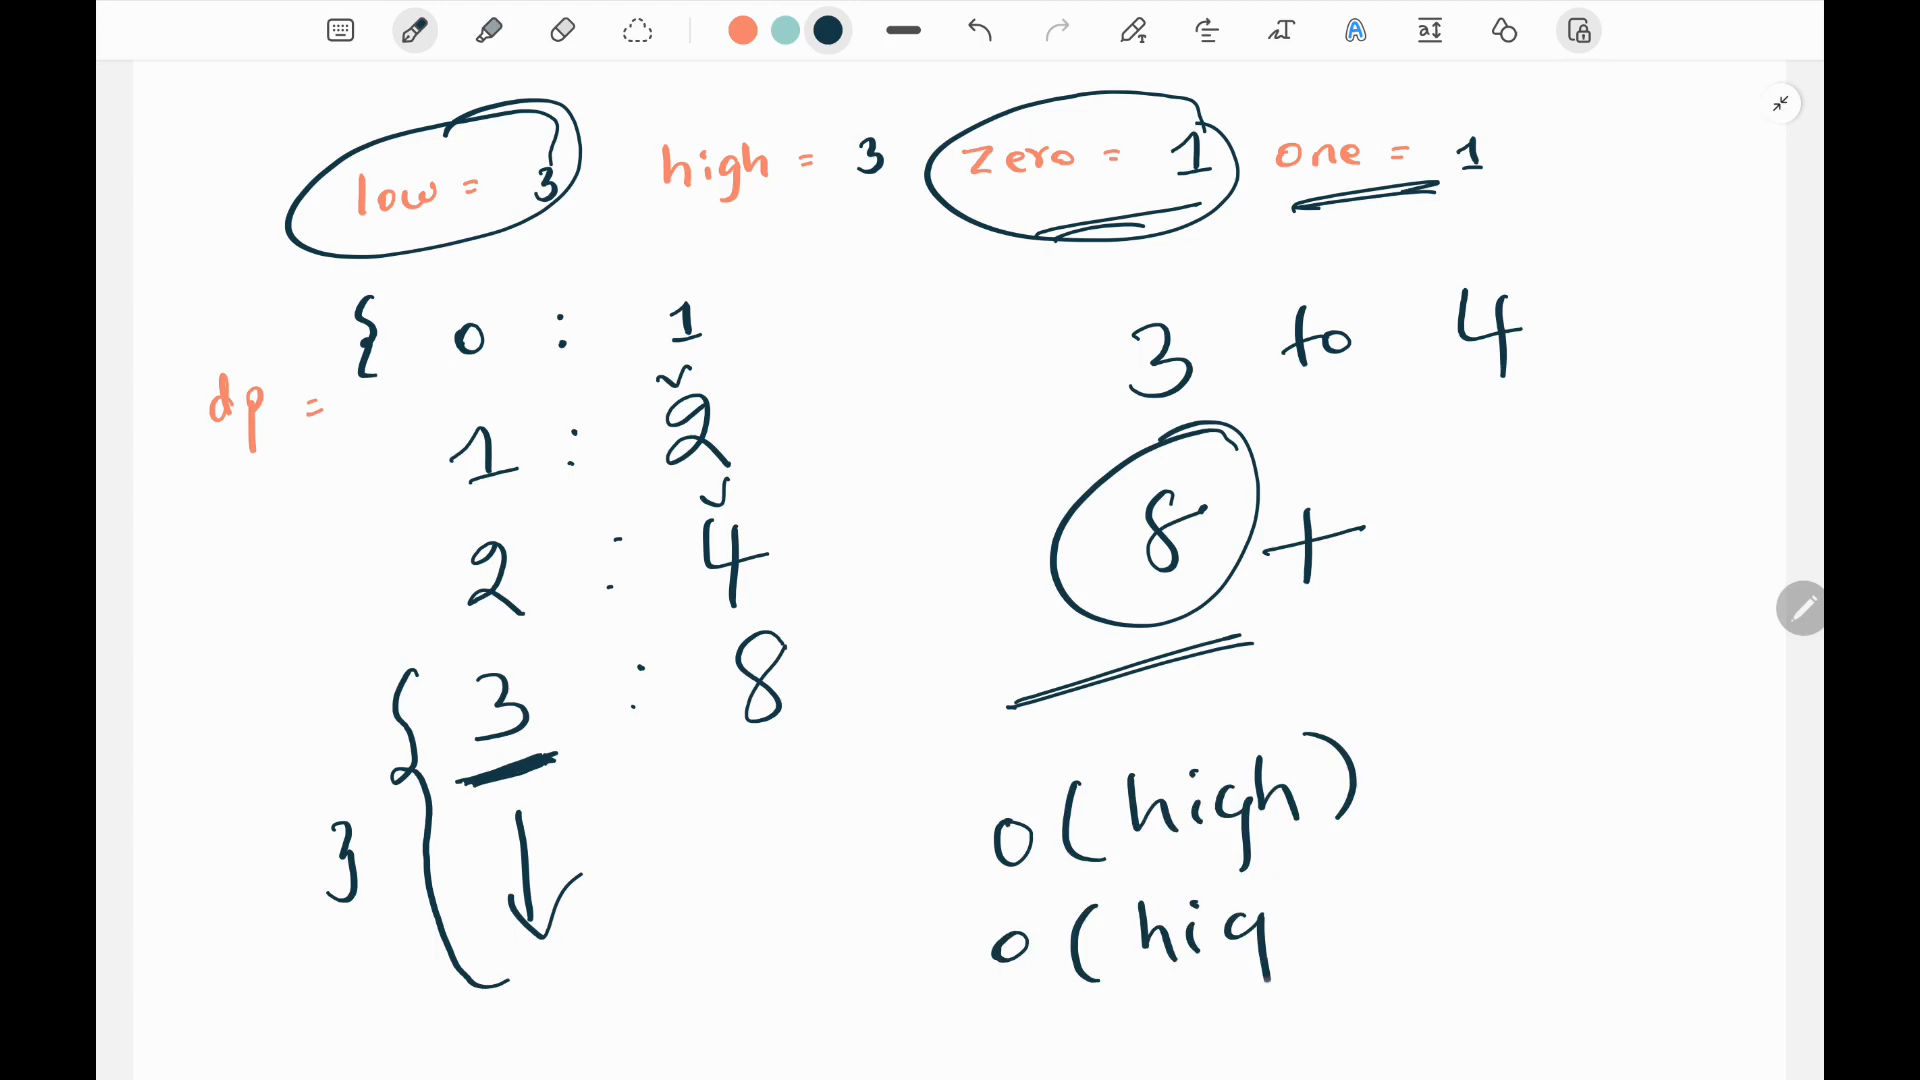 low = 3 high = 3 zero = 1 one = 1
{ 0 : 1
3 to 4
dp =
1 : 2
8 +
2 : 4
3 : 8
}
o(high)
o(hig